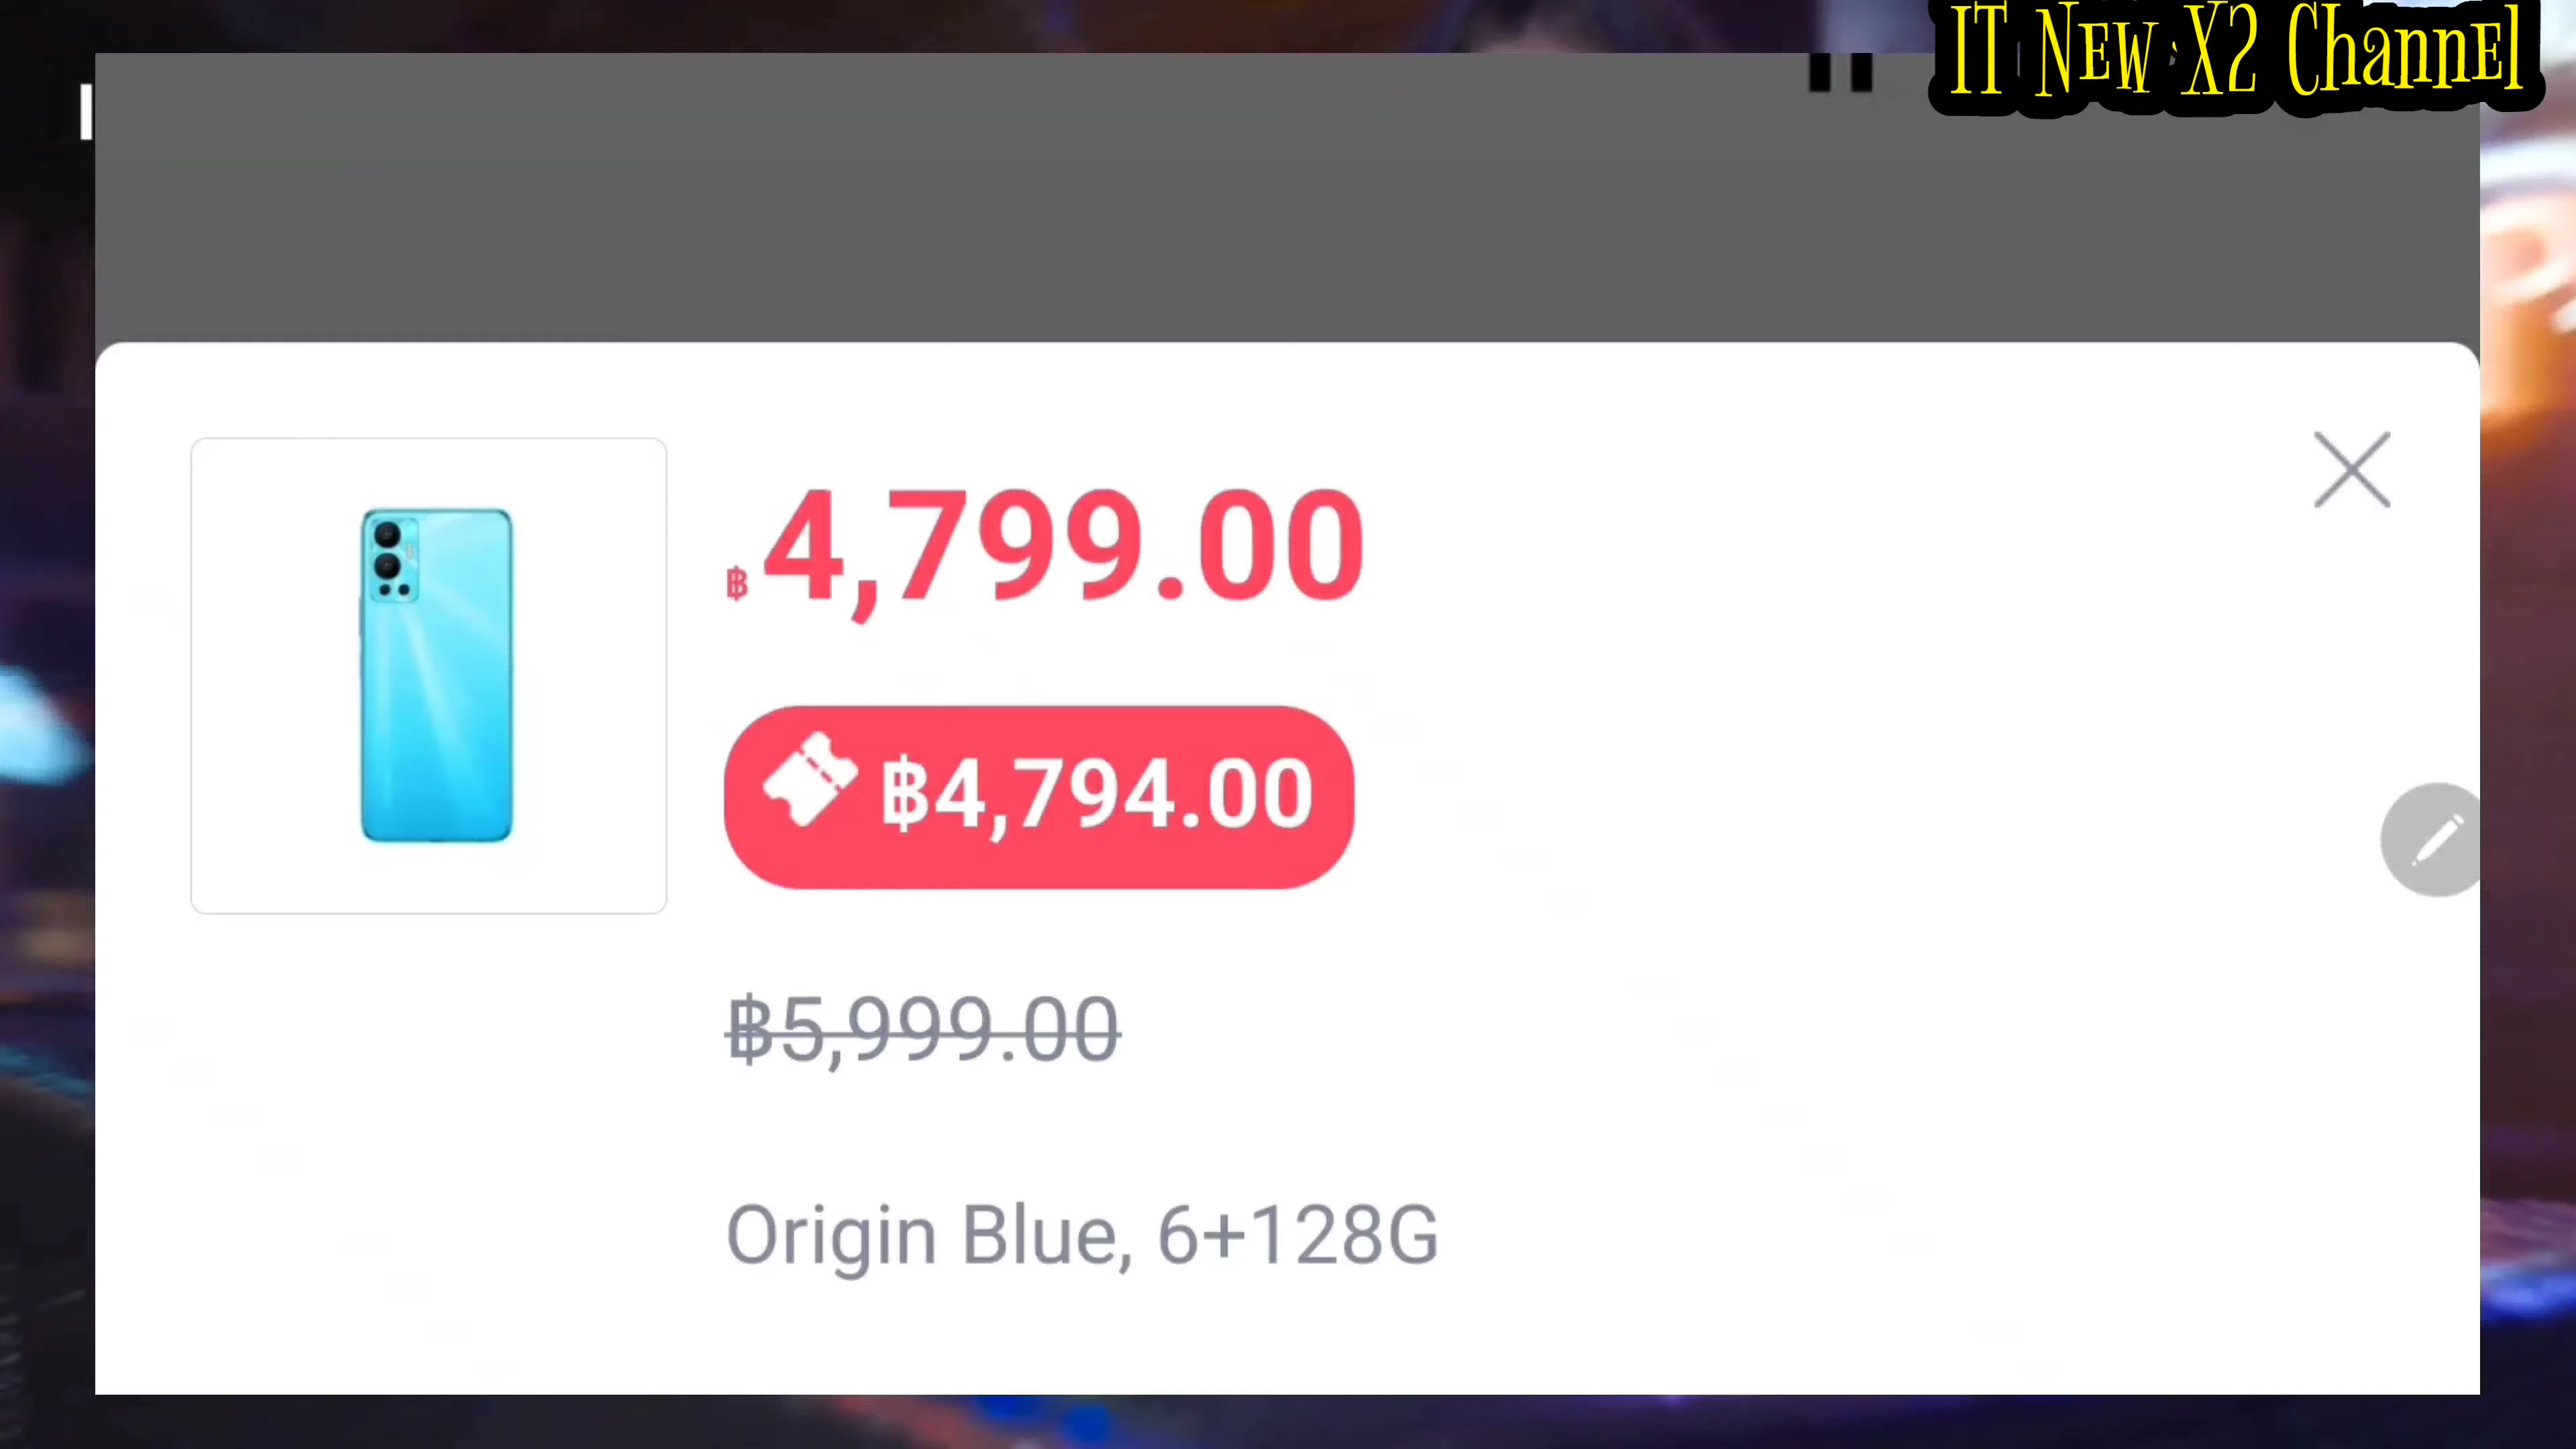 IT New X2 Channel
฿4,799.00
฿4,794.00
฿5,999.00
Origin Blue, 6+128G